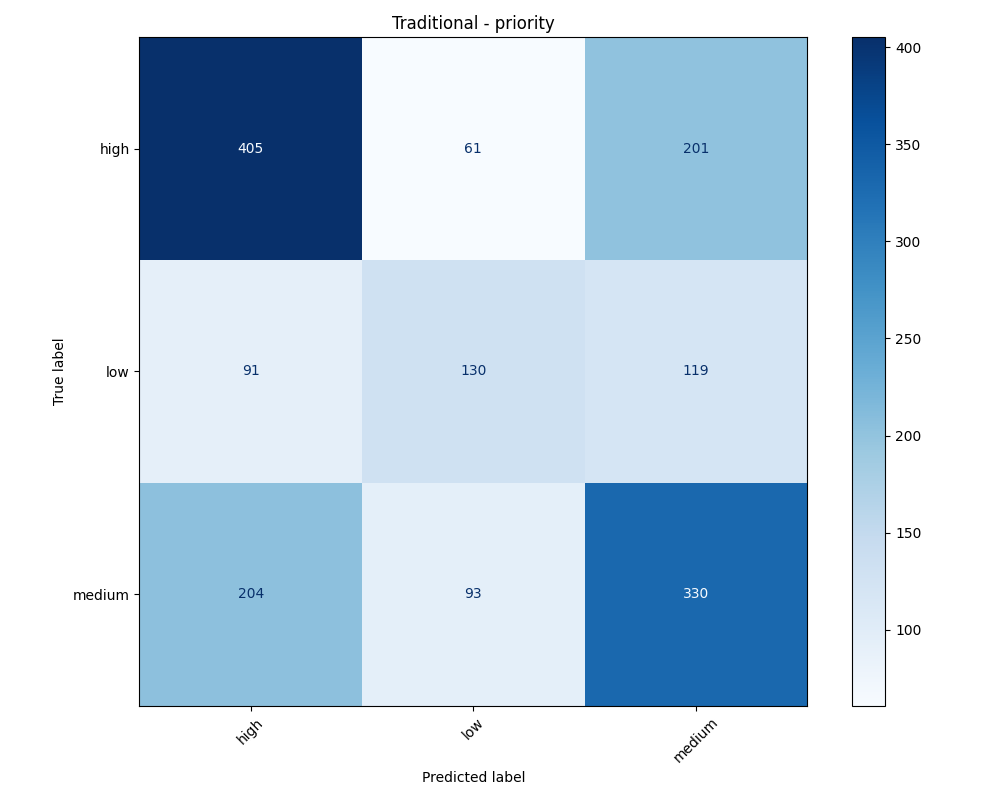 Traditional - priority
high
405
61
201
400
350
300
250
200
150
100
True label
low
91
130
119
medium
204
93
330
high
low
medium
Predicted label